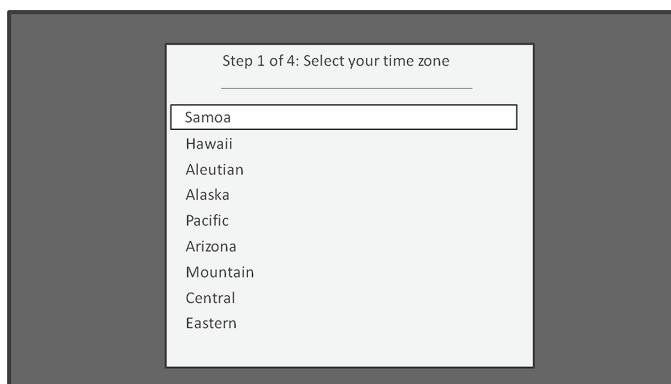 Step 1 of 4: Select your time zone
Samoa
Hawaii
Aleutian
Alaska
Pacific
Arizona
Mountain
Central
Eastern